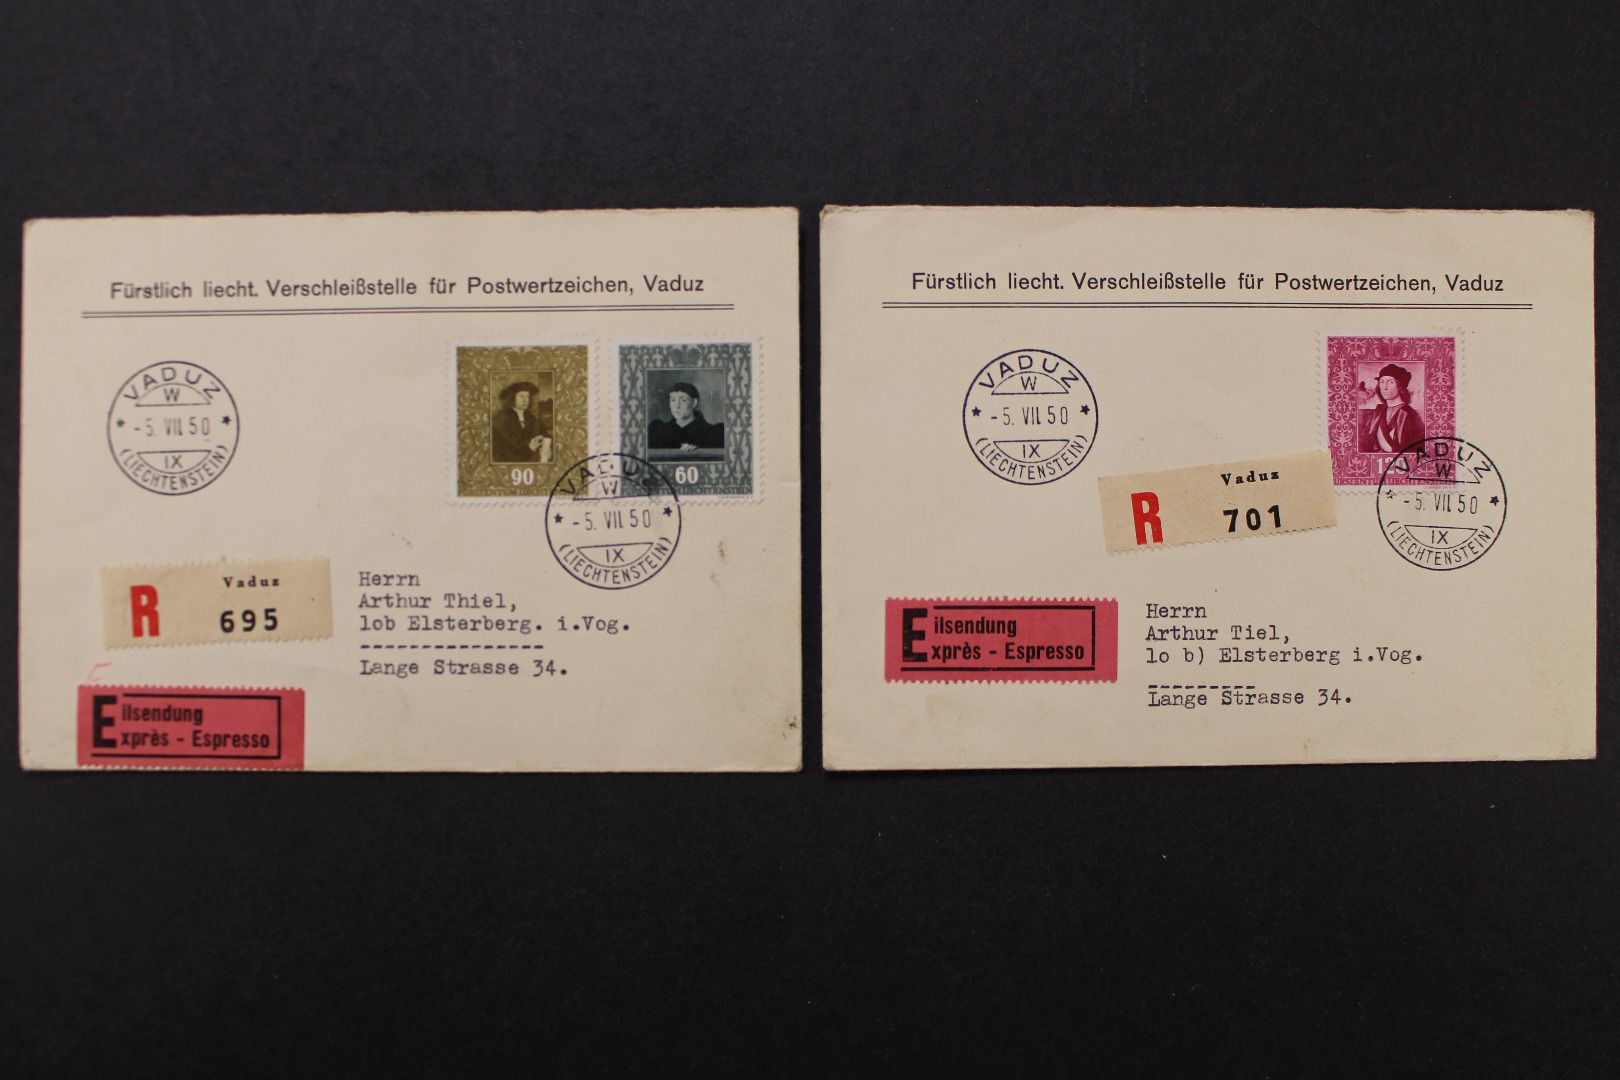 Fürstlich liecht. Verschleißstelle für Postwertzeichen, Vaduz
VADUZ
W
* -5. VII. 50 *
IX
(LIECHTENSTEIN)
90
60
FÜRSTENTUM LIECHTENSTEIN
VADUZ
W
* -5. VII. 50 *
IX
(LIECHTENSTEIN)
R Vaduz
695
Herrn
Arthur Thiel,
lob Elsterberg. i.Vog.
Lange Strasse 34.
Eilsendung
Exprès - Espresso
Fürstlich liecht. Verschleißstelle für Postwertzeichen, Vaduz
VADUZ
W
* -5. VII. 50 *
IX
(LIECHTENSTEIN)
VADUZ
W
* -5. VII. 50 *
IX
(LIECHTENSTEIN)
R Vaduz
701
Eilsendung
Exprès - Espresso
Herrn
Arthur Tiel,
lo b) Elsterberg i.Vog.
Lange Strasse 34.